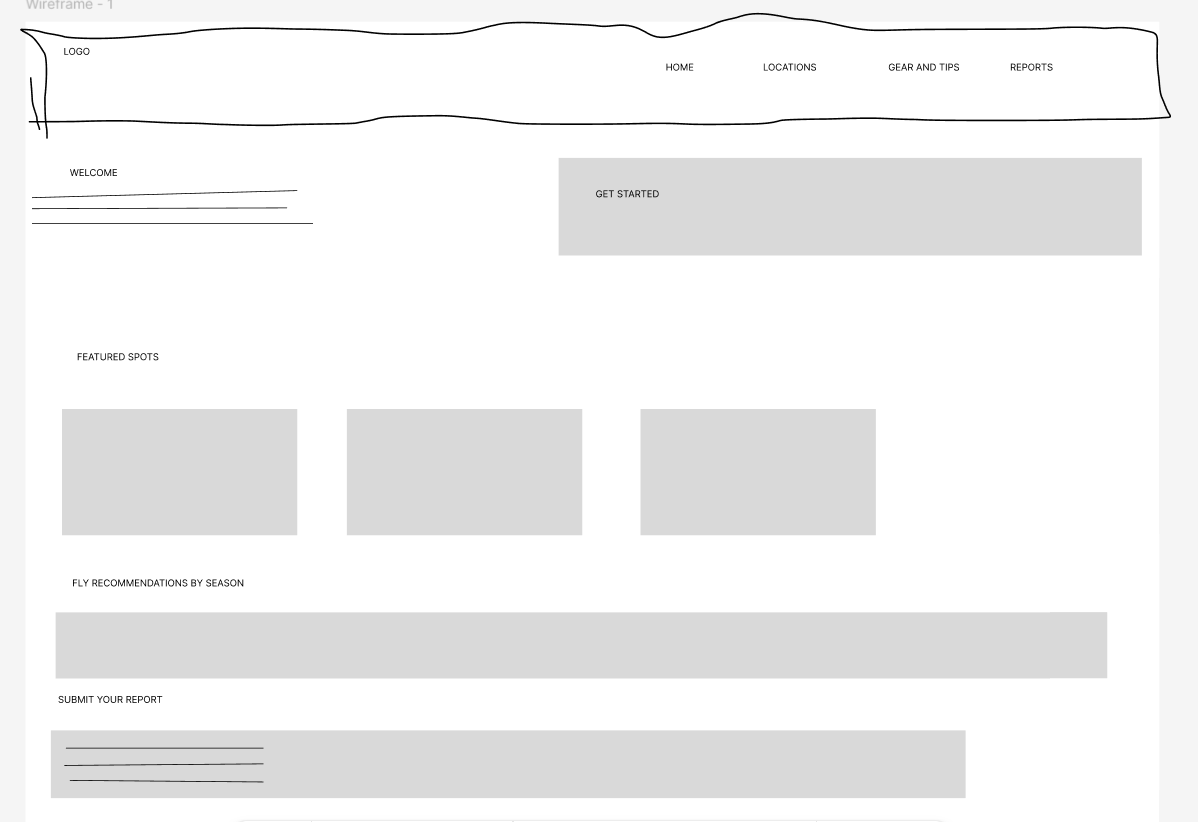 Wireframe - 1
LOGO
HOME LOCATIONS GEAR AND TIPS REPORTS
WELCOME
GET STARTED
FEATURED SPOTS
FLY RECOMMENDATIONS BY SEASON
SUBMIT YOUR REPORT